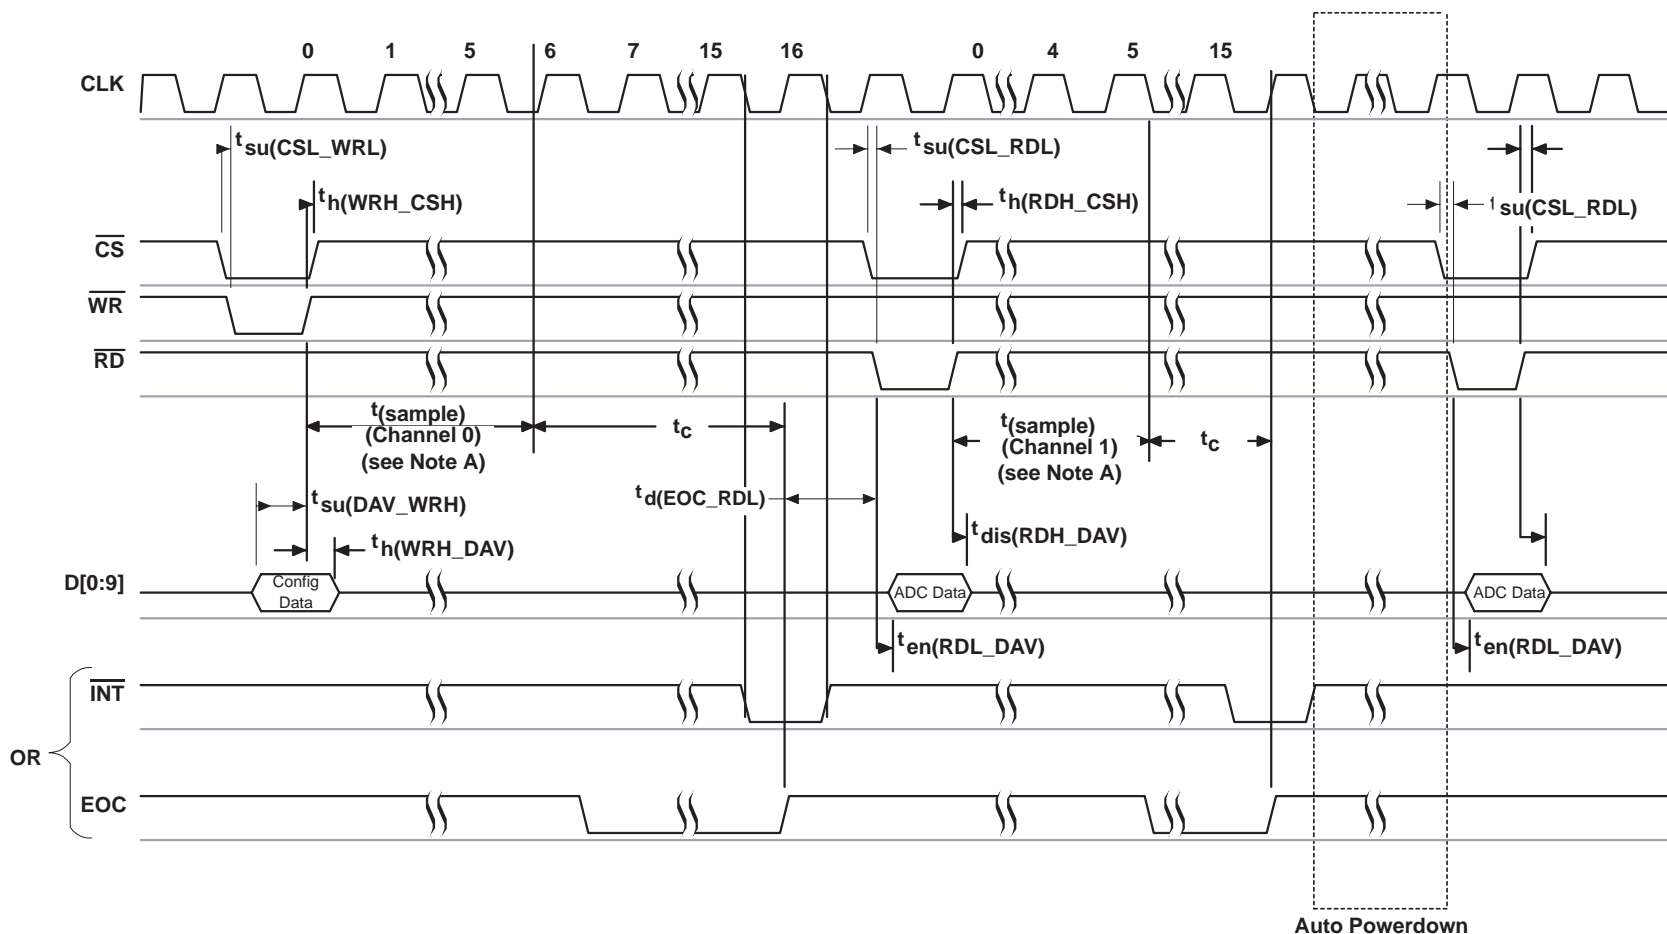 0 1 5 6 7 15 16 0 4 5 15
CLK
tsu(CSL_WRL)
tsu(CSL_RDL)
th(WRH_CSH)
th(RDH_CSH)
su(CSL_RDL)
CS
WR
RD
t(sample)
(Channel 0)
(see Note A)
tc
t(sample)
(Channel 1)
(see Note A)
tc
tsu(DAV_WRH)
td(EOC_RDL)
th(WRH_DAV)
tdis(RDH_DAV)
D[0:9]
Config
Data
ADC Data
ADC Data
ten(RDL_DAV)
ten(RDL_DAV)
INT
OR
EOC
Auto Powerdown